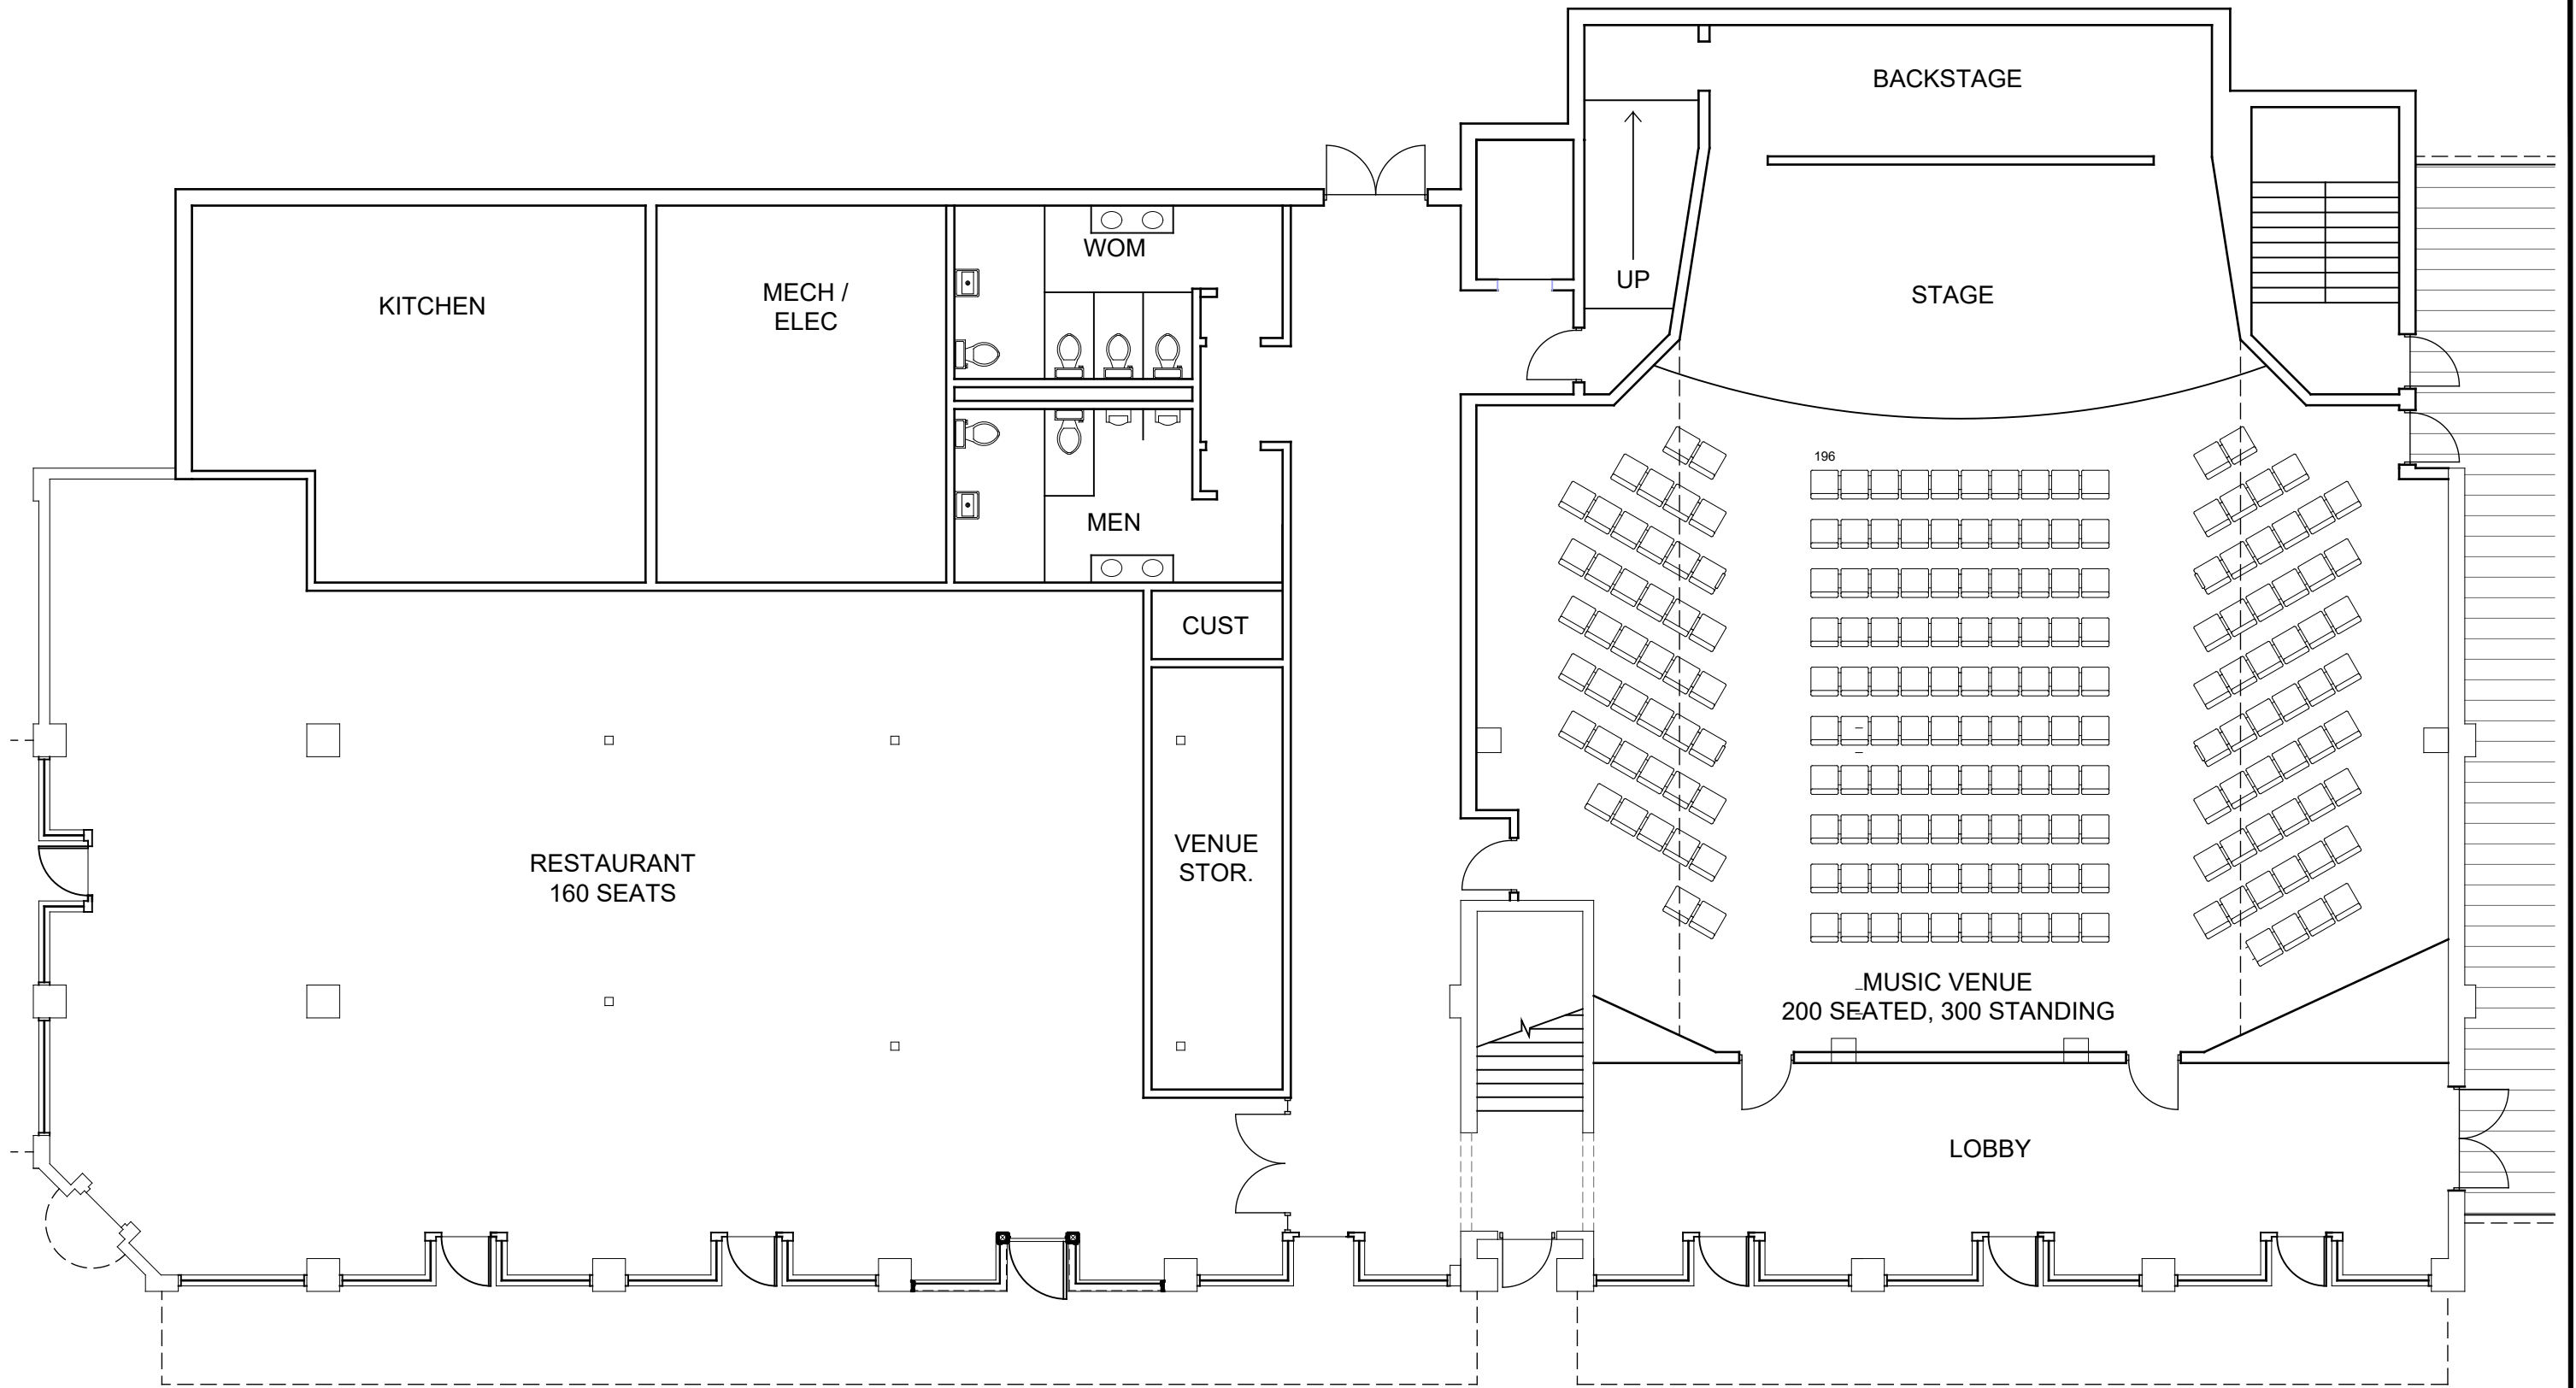 BACKSTAGE
WOM
UP
KITCHEN
MECH /
ELEC
STAGE
196
MEN
CUST
VENUE
STOR.
RESTAURANT
160 SEATS
MUSIC VENUE
200 SEATED, 300 STANDING
LOBBY